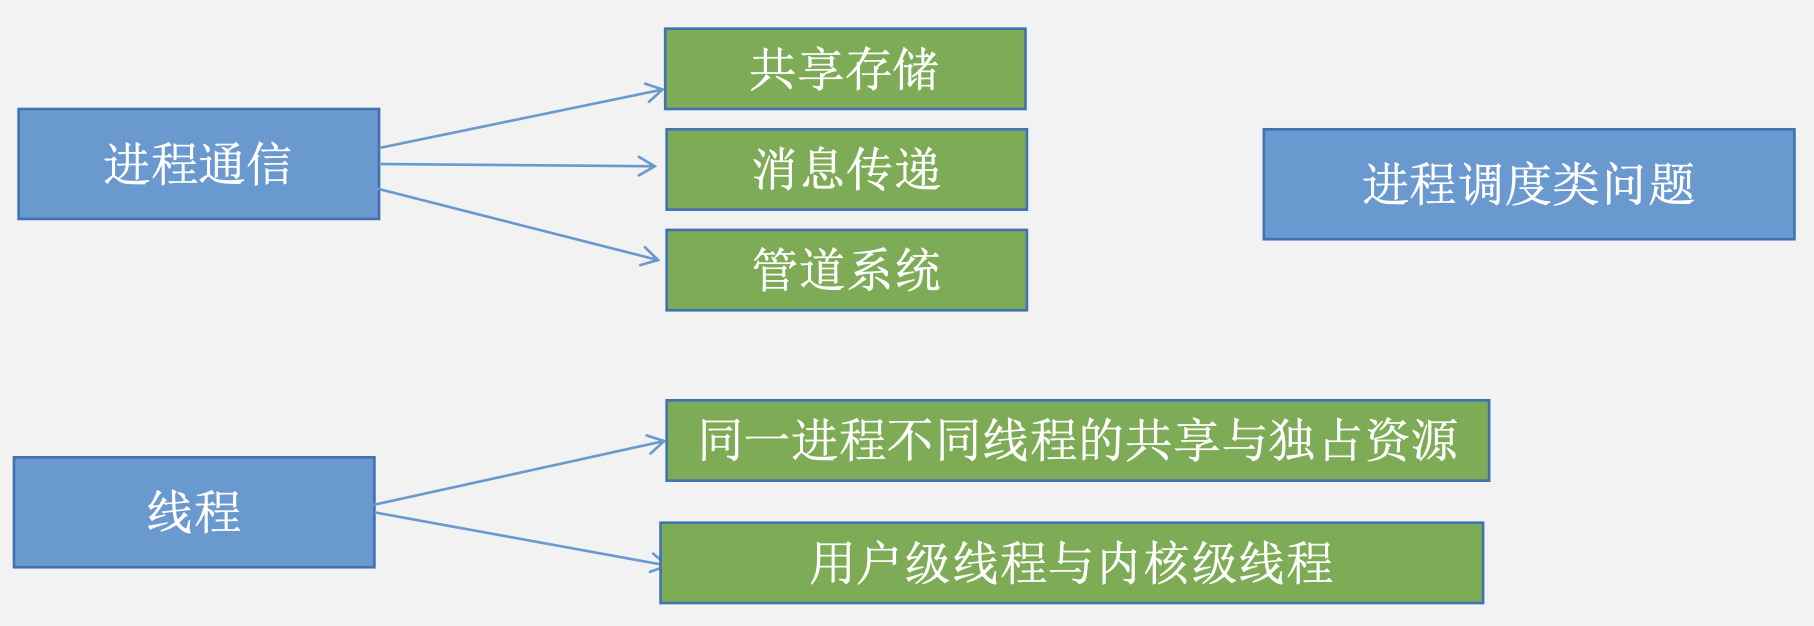 进程通信
共享存储
消息传递
管道系统
进程调度类问题
线程
同一进程不同线程的共享与独占资源
用户级线程与内核级线程